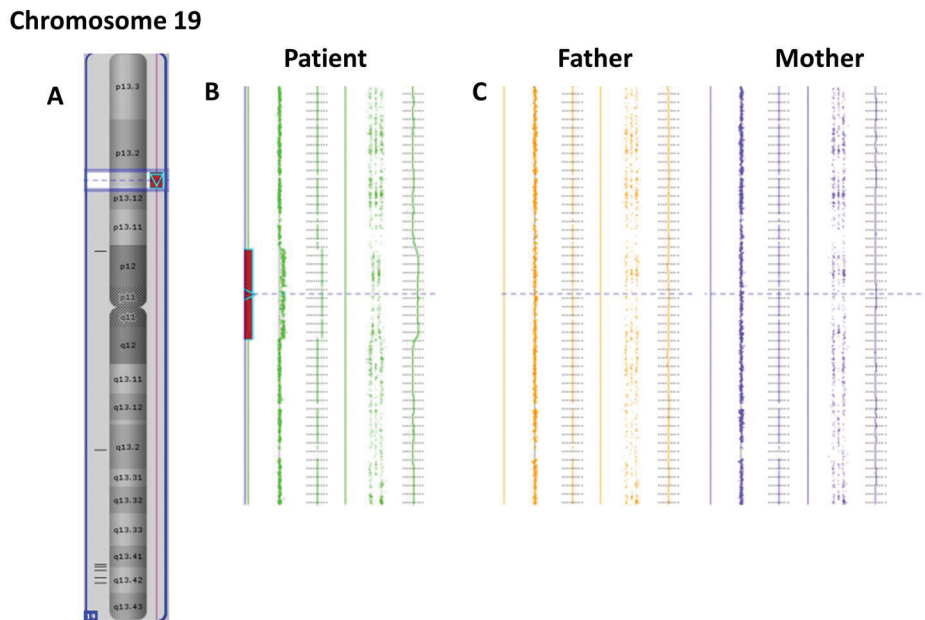 Chromosome 19
Patient
Father
Mother
A
B
C
p13.3
p13.2
p13.12
p13.11
p12
p11
q11
q12
q13.11
q13.12
q13.2
q13.31
q13.32
q13.33
q13.41
q13.42
q13.43
19